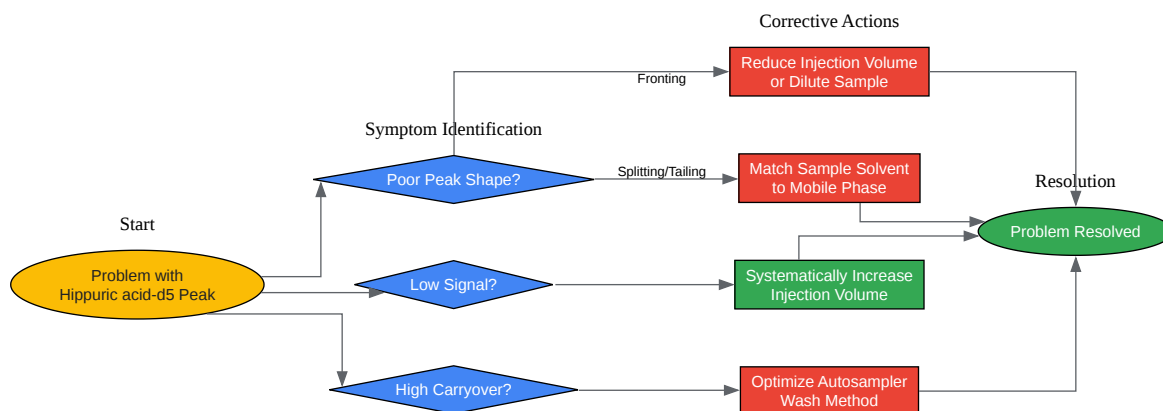 Corrective Actions
Reduce Injection Volume
or Dilute Sample
Fronting
Symptom Identification
Poor Peak Shape?
Splitting/Tailing
Match Sample Solvent
to Mobile Phase
Resolution
Problem Resolved
Start
Problem with
Hippuric acid-d5 Peak
Low Signal?
Systematically Increase
Injection Volume
High Carryover?
Optimize Autosampler
Wash Method